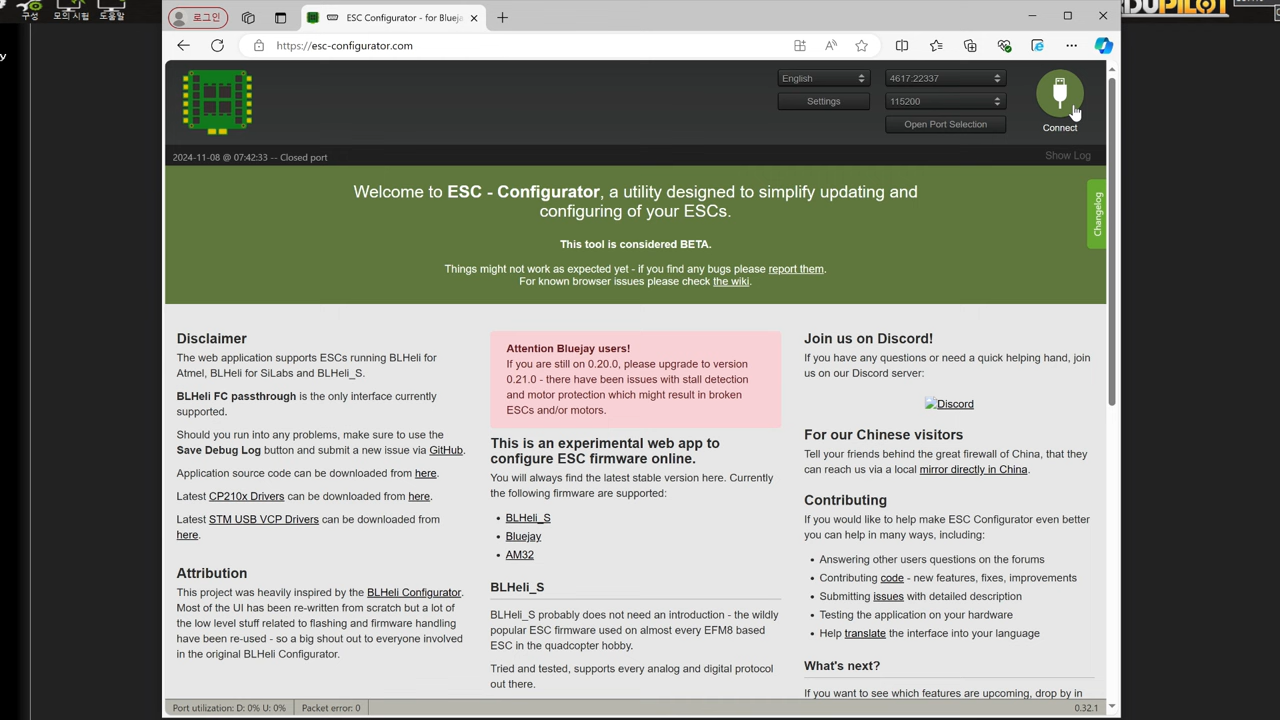 구성 모의 시험 도움말
EDUPILOT
로그인
ESC Configurator - for Bluejay
https://esc-configurator.com
English
4617:22337
Settings
115200
Open Port Selection
Connect
2024-11-08 @ 07:42:33 -- Closed port
Show Log
Changelog
Welcome to ESC - Configurator, a utility designed to simplify updating and
configuring of your ESCs.
This tool is considered BETA.
Things might not work as expected yet - if you find any bugs please report them.
For known browser issues please check the wiki.
Disclaimer
The web application supports ESCs running BLHeli for
Atmel, BLHeli for SiLabs and BLHeli_S.
BLHeli FC passthrough is the only interface currently
supported.
Should you run into any problems, make sure to use the
Save Debug Log button and submit a new issue via GitHub.
Application source code can be downloaded from here.
Latest CP210x Drivers can be downloaded from here.
Latest STM USB VCP Drivers can be downloaded from
here.
Attribution
This project was heavily inspired by the BLHeli Configurator.
Most of the UI has been re-written from scratch but a lot of
the low level stuff related to flashing and firmware handling
have been re-used - so a big shout out to everyone involved
in the original BLHeli Configurator.
Attention Bluejay users!
If you are still on 0.20.0, please upgrade to version
0.21.0 - there have been issues with stall detection
and motor protection which might result in broken
ESCs and/or motors.
This is an experimental web app to
configure ESC firmware online.
You will always find the latest stable version here. Currently
the following firmware are supported:
• BLHeli_S
• Bluejay
• AM32
BLHeli_S
BLHeli_S probably does not need an introduction - the wildly
popular ESC firmware used on almost every EFM8 based
ESC in the quadcopter hobby.
Tried and tested, supports every analog and digital protocol
out there.
Join us on Discord!
If you have any questions or need a quick helping hand, join
us on our Discord server:
Discord
For our Chinese visitors
Tell your friends behind the great firewall of China, that they
can reach us via a local mirror directly in China.
Contributing
If you would like to help make ESC Configurator even better
you can help in many ways, including:
• Answering other users questions on the forums
• Contributing code - new features, fixes, improvements
• Submitting issues with detailed description
• Testing the application on your hardware
• Help translate the interface into your language
What's next?
If you want to see which features are upcoming, drop by in
Port utilization: D: 0% U: 0%
Packet error: 0
0.32.1